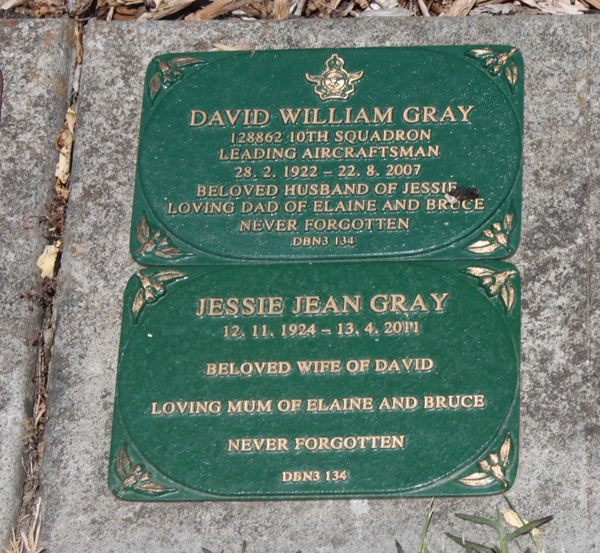 DAVID WILLIAM GRAY
128862 10TH SQUADRON
LEADING AIRCRAFTSMAN
28. 2. 1922 – 22. 8. 2007
BELOVED HUSBAND OF JESSIE
LOVING DAD OF ELAINE AND BRUCE
NEVER FORGOTTEN
DBN3 134
JESSIE JEAN GRAY
12. 11. 1924 – 13. 4. 2011
BELOVED WIFE OF DAVID
LOVING MUM OF ELAINE AND BRUCE
NEVER FORGOTTEN
DBN3 134